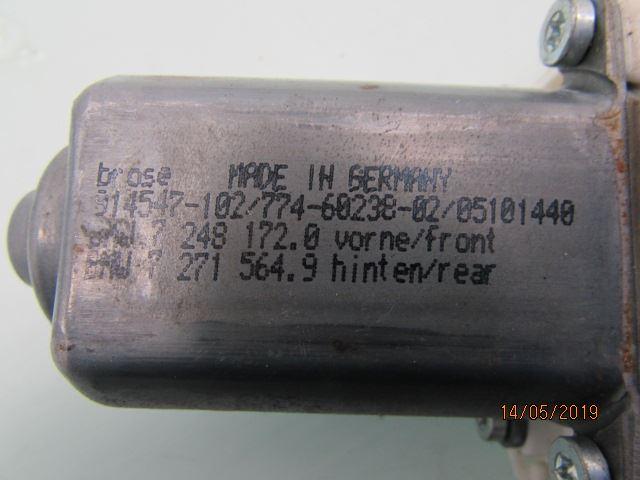 brose MADE IN GERMANY
914547-102/774-60238-02/05101440
BMW 7 248 172.0 vorne/front
BMW 7 271 564.9 hinten/rear
14/05/2019